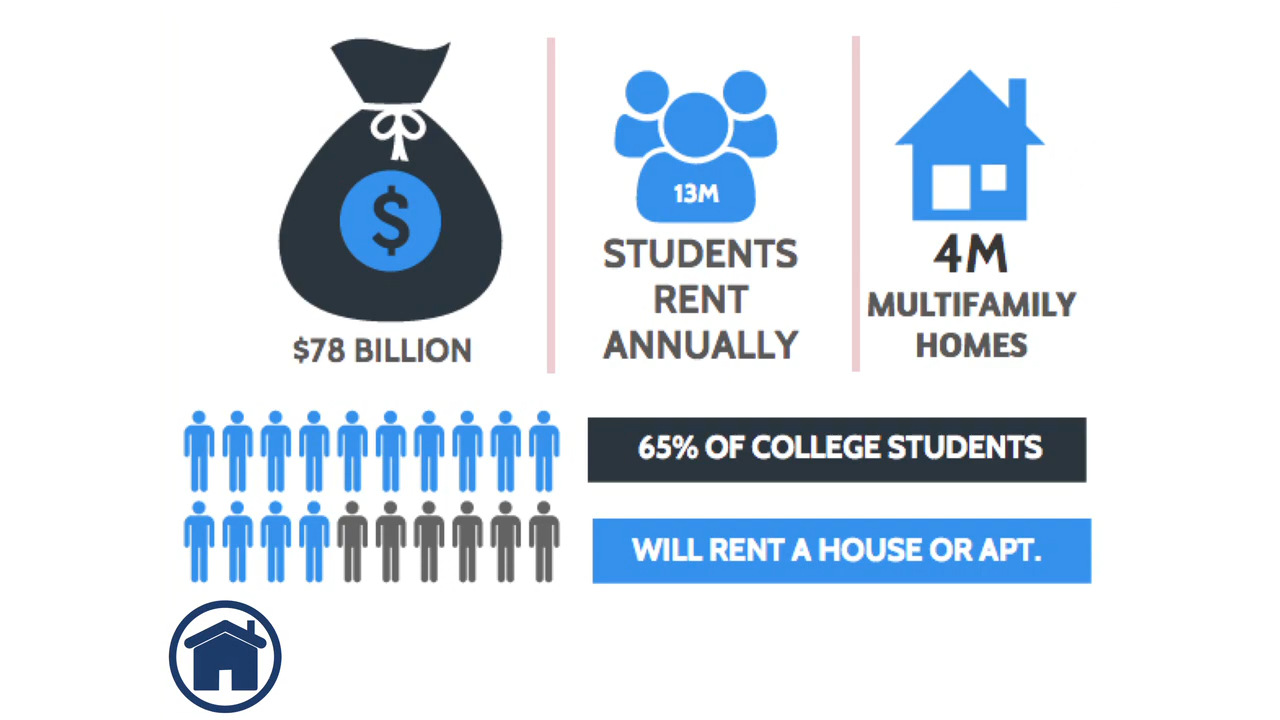 $
$78 BILLION
13M
STUDENTS
RENT
ANNUALLY
4M
MULTIFAMILY
HOMES
65% OF COLLEGE STUDENTS
WILL RENT A HOUSE OR APT.